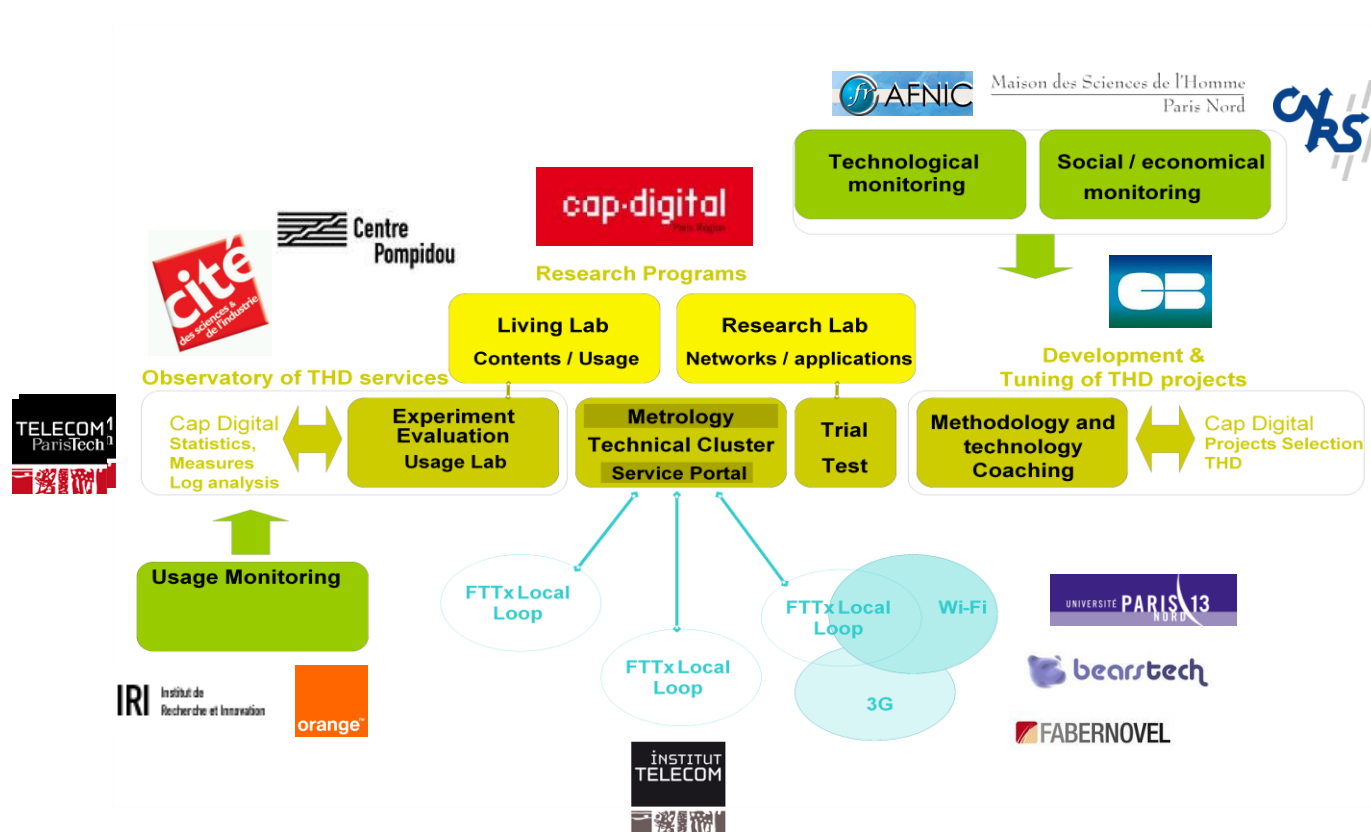 .fr AFNIC
Maison des Sciences de l'Homme
Paris Nord
CNRS
Technological
monitoring
Social / economical
monitoring
cap·digital
Paris Region
Centre
Pompidou
cité
des sciences &
de l'industrie
Research Programs
CB
Living Lab
Contents / Usage
Research Lab
Networks / applications
Development &
Tuning of THD projects
Observatory of THD services
TELECOM
ParisTech
Cap Digital
Statistics,
Measures
Log analysis
Experiment
Evaluation
Usage Lab
Metrology
Technical Cluster
Service Portal
Trial
Test
Methodology and
technology
Coaching
Cap Digital
Projects Selection
THD
Usage Monitoring
FTTx Local
Loop
FTTx Local
Loop
FTTx Local
Loop
Wi-Fi
3G
UNIVERSITÉ PARIS 13
NORD
bearstech
FABERNOVEL
IRI
Institut de
Recherche et Innovation
orange™
INSTITUT
TELECOM